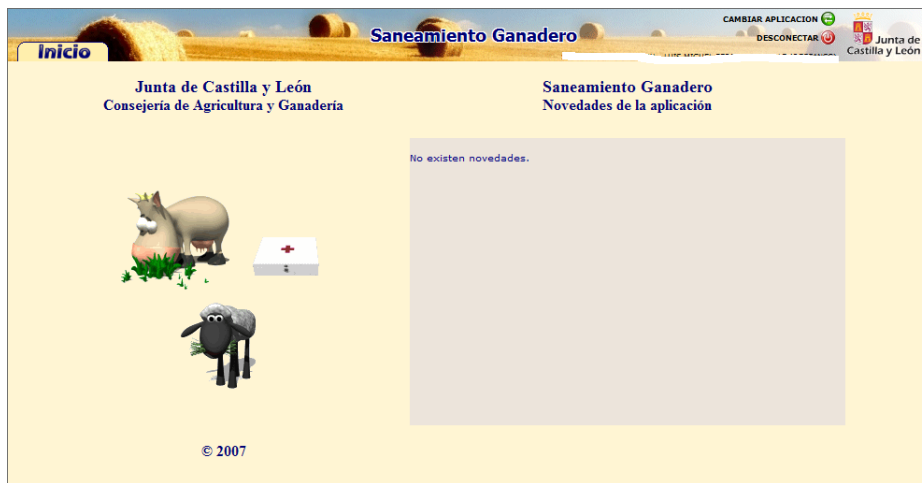 Saneamiento Ganadero
CAMBIAR APLICACION
DESCONECTAR
Junta de
Castilla y León
Inicio
Junta de Castilla y León
Consejería de Agricultura y Ganadería
Saneamiento Ganadero
Novedades de la aplicación
No existen novedades.
© 2007